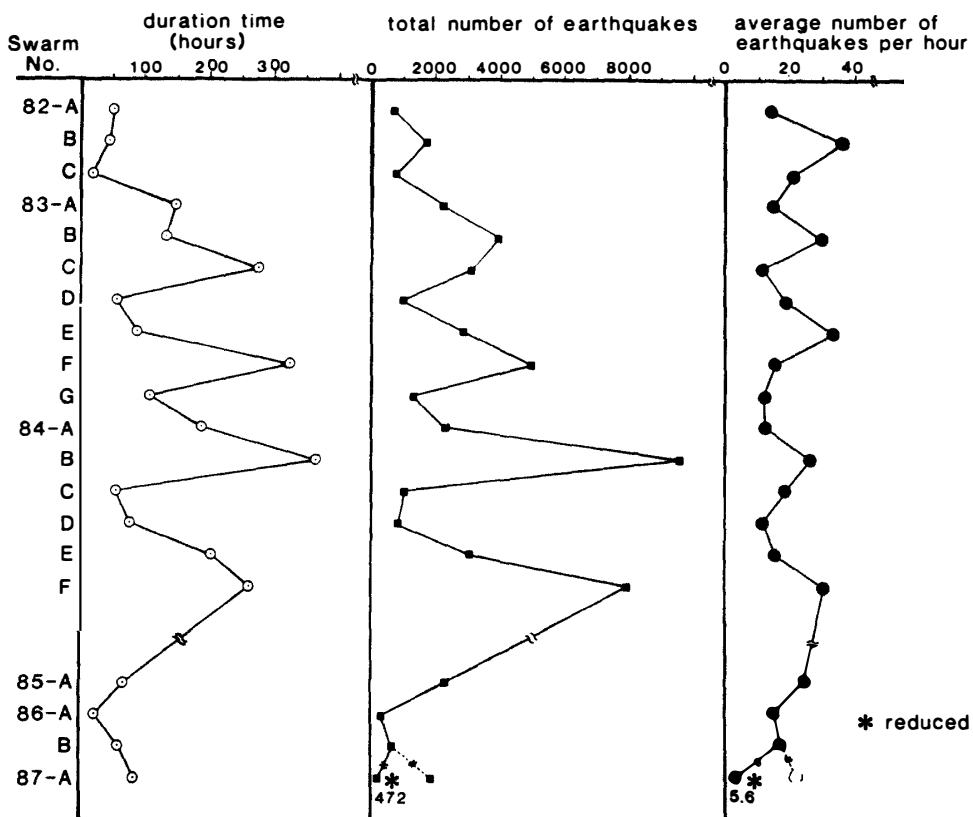 duration time
(hours)
total number of earthquakes
average number of
earthquakes per hour
Swarm
No.
100 200 300
0 2000 4000 6000 8000
0 20 40
82-A
B
C
83-A
B
C
D
E
F
G
84-A
B
C
D
E
F
85-A
86-A
* reduced
B
87-A
472 *
5.6 *